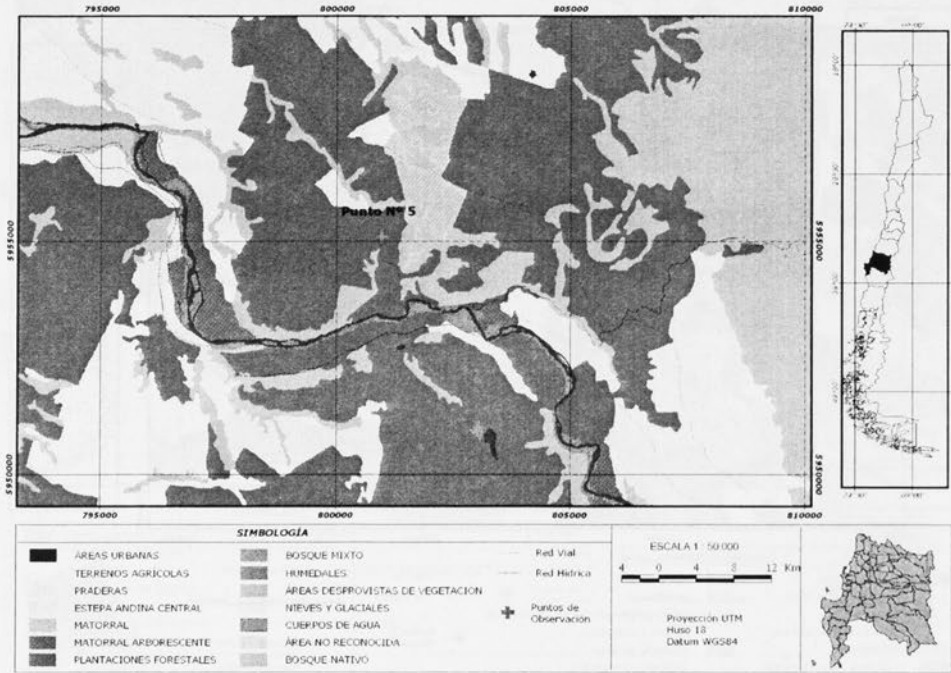 795000
800000
805000
810000
5955000
5950000
Punto Nº 5
5955000
5950000
795000
800000
805000
810000
SIMBOLOGÍA
ÁREAS URBANAS
TERRENOS AGRÍCOLAS
PRADERAS
ESTEPA ANDINA CENTRAL
MATORRAL
MATORRAL ARBORESCENTE
PLANTACIONES FORESTALES
BOSQUE MIXTO
HUMEDALES
ÁREAS DESPROVISTAS DE VEGETACION
NIEVES Y GLACIALES
CUERPOS DE AGUA
ÁREA NO RECONOCIDA
BOSQUE NATIVO
Red Vial
Red Hídrica
Puntos de
Observación
ESCALA 1 : 50 000
4 0 4 8 12 Km
Proyección UTM
Huso 18
Datum WGS84